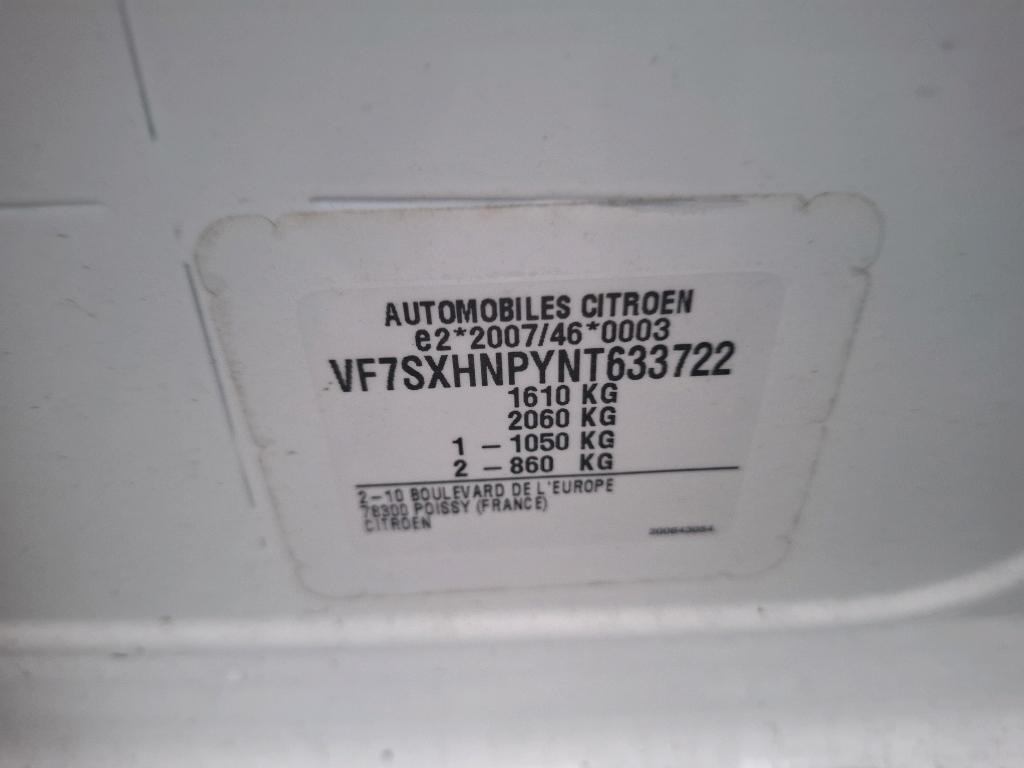 AUTOMOBILES CITROEN
e2*2007/46*0003
VF7SXHNPYNT633722
1610 KG
2060 KG
1 – 1050 KG
2 – 860 KG
2–10 BOULEVARD DE L'EUROPE
78300 POISSY (FRANCE)
CITROEN